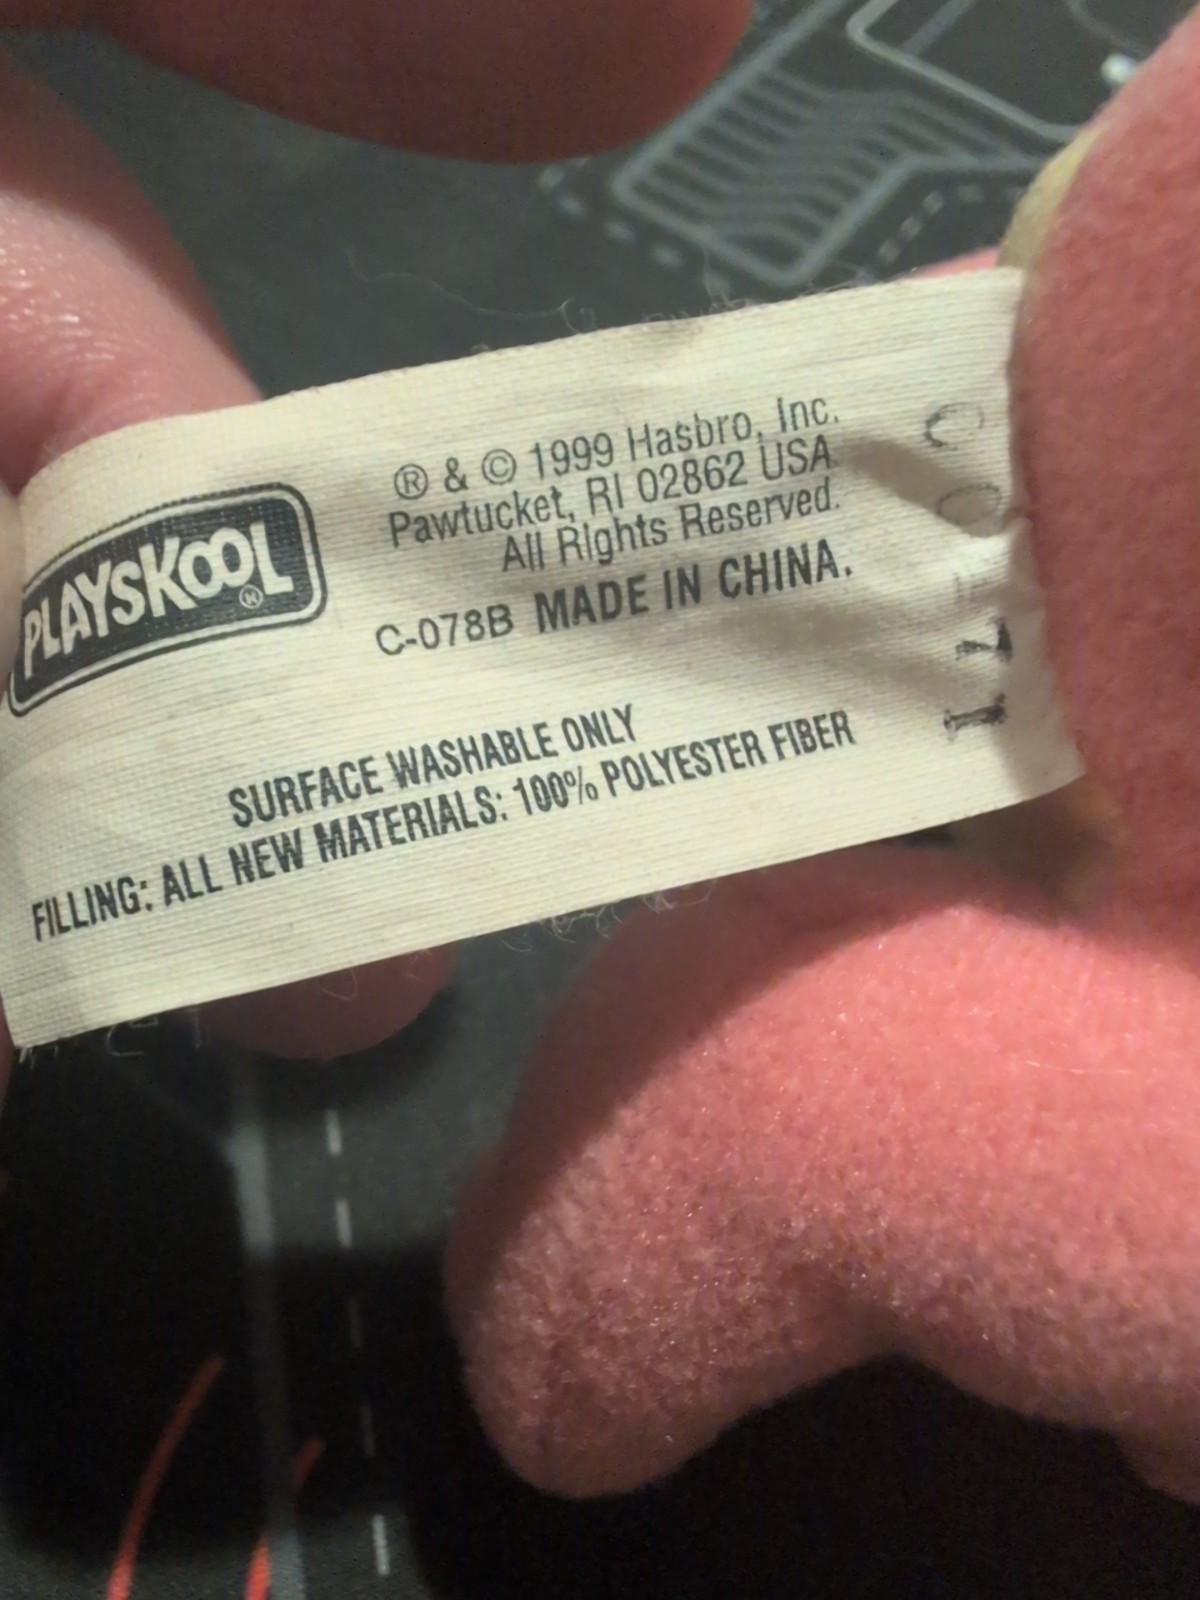 PLAYSKOOL®
® & © 1999 Hasbro, Inc.
Pawtucket, RI 02862 USA
All Rights Reserved.
C-078B MADE IN CHINA.
SURFACE WASHABLE ONLY
FILLING: ALL NEW MATERIALS: 100% POLYESTER FIBER